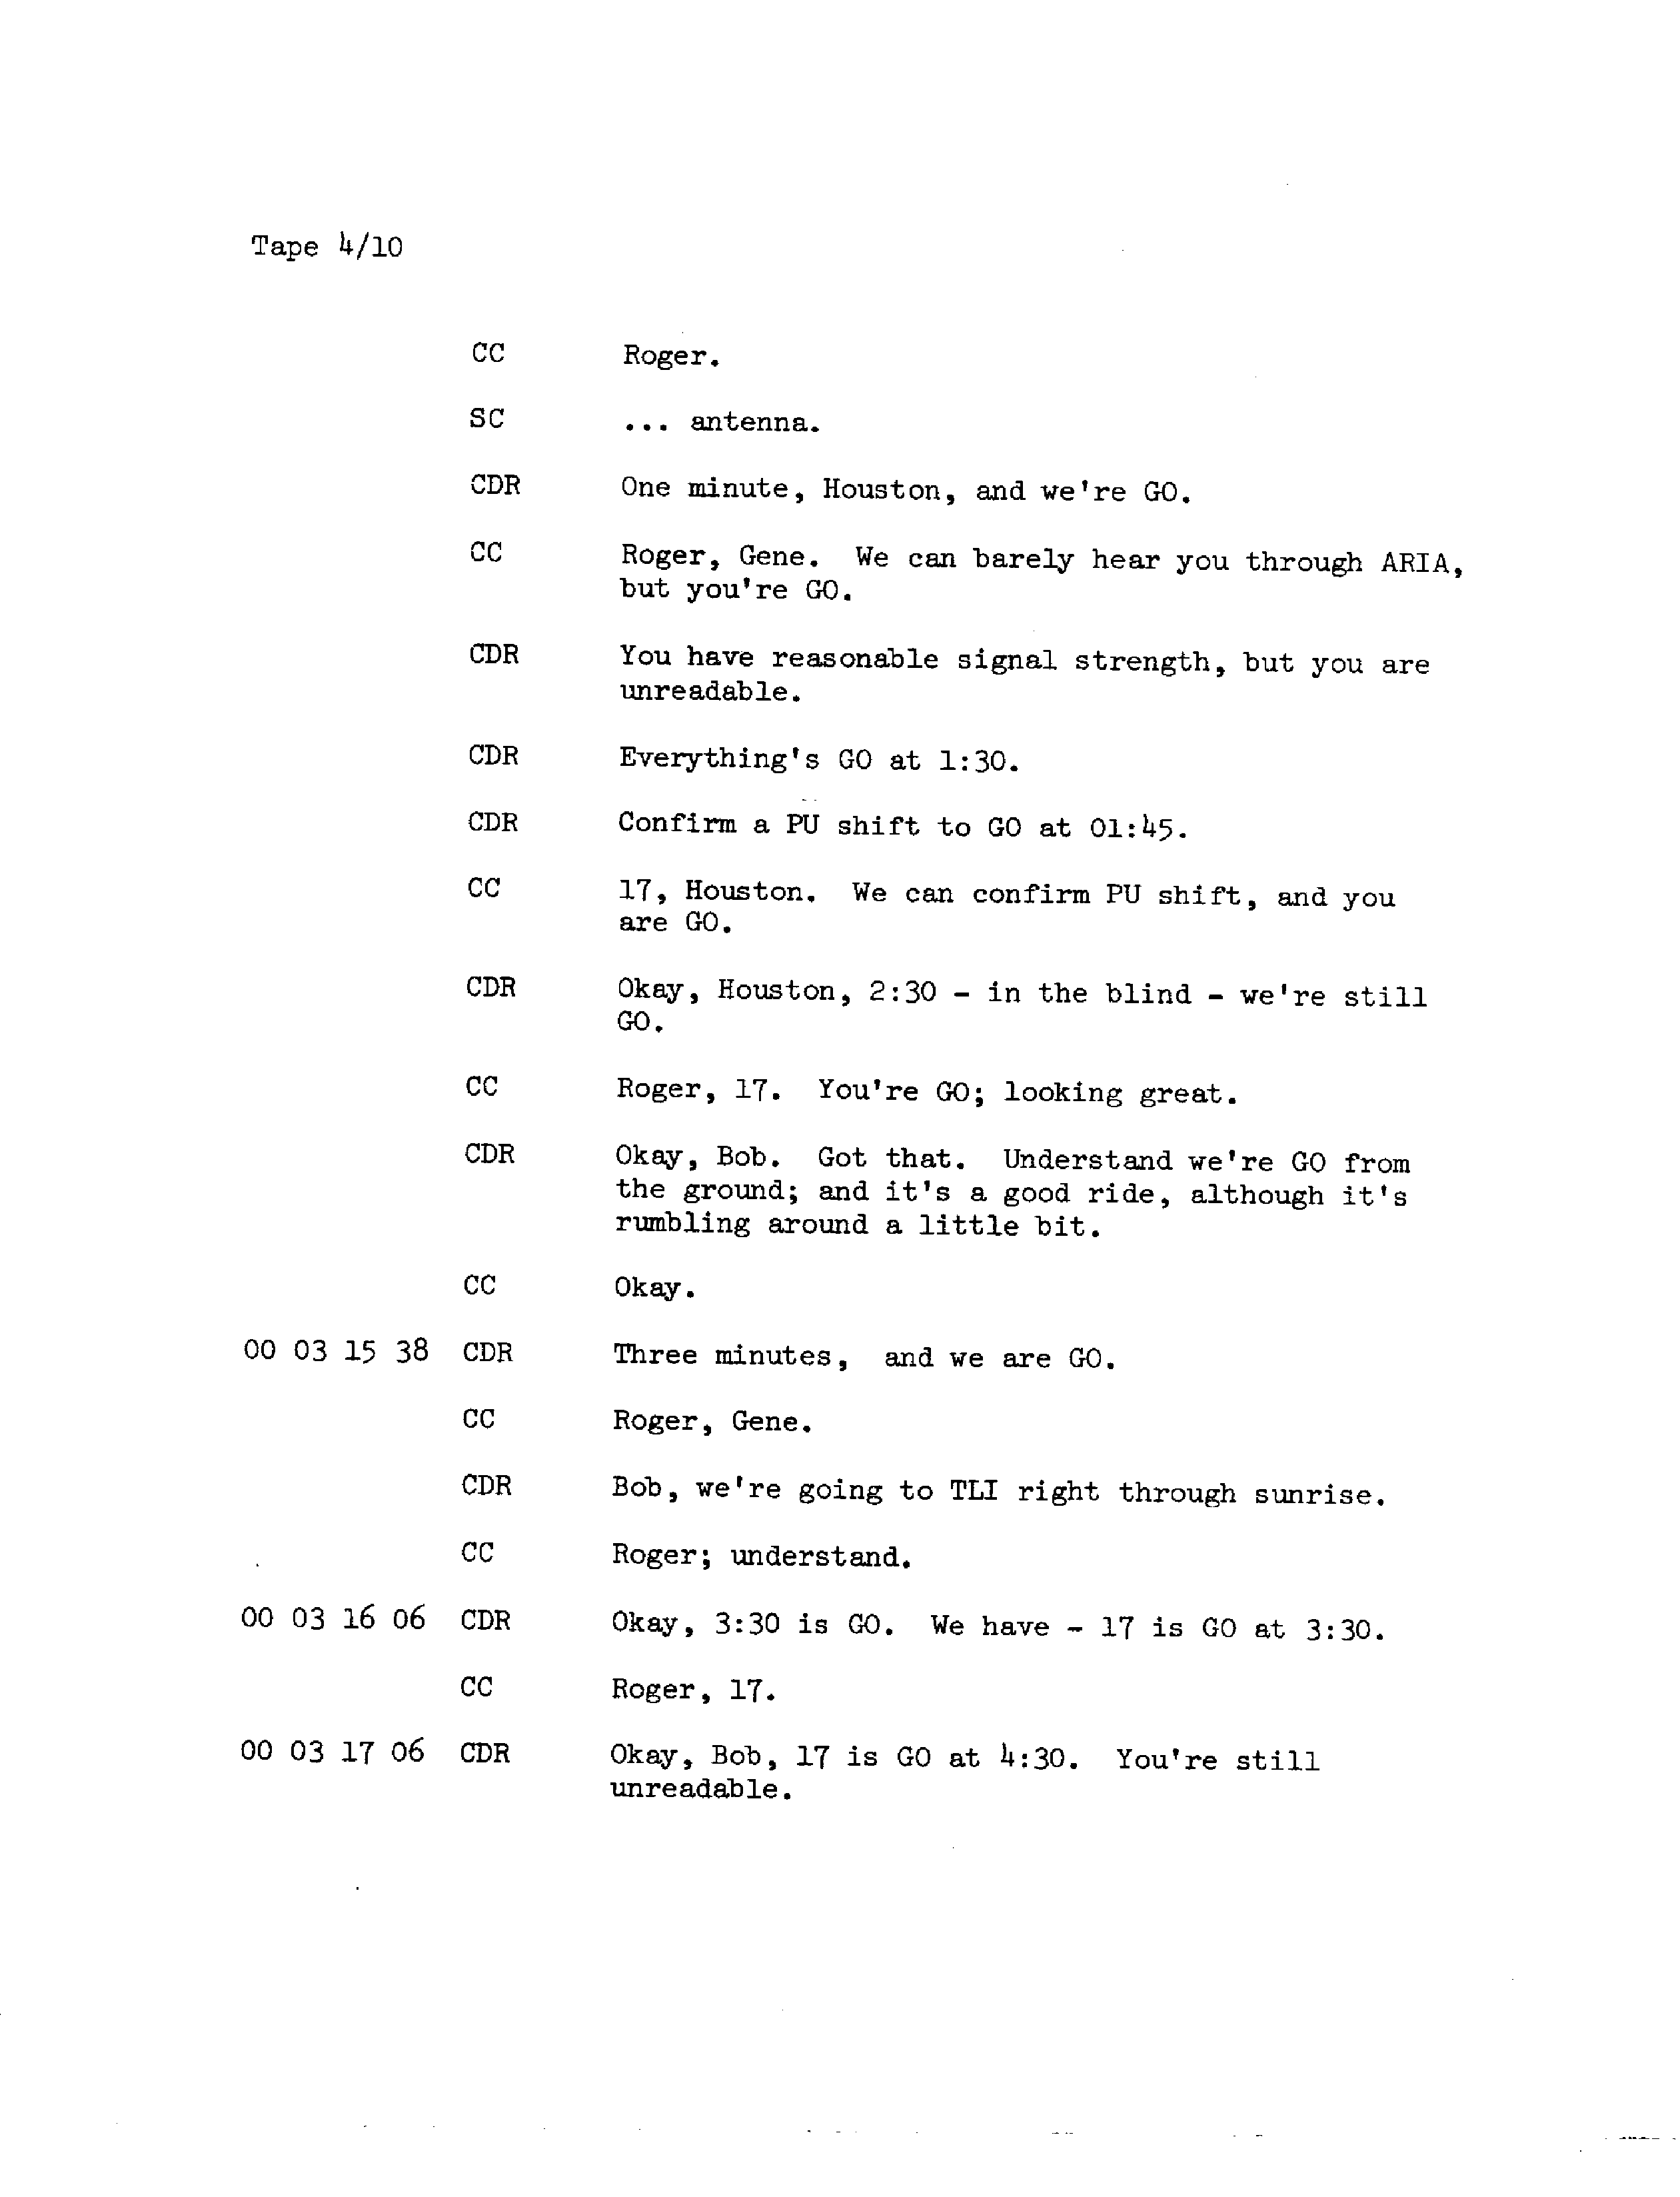 Tape 4/10
CC Roger.
SC ... antenna.
CDR One minute, Houston, and we're GO.
CC Roger, Gene. We can barely hear you through ARIA,
but you're GO.
CDR You have reasonable signal strength, but you are
unreadable.
CDR Everything's GO at 1:30.
CDR Confirm a PU shift to GO at 01:45.
CC 17, Houston. We can confirm PU shift, and you
are GO.
CDR Okay, Houston, 2:30 - in the blind - we're still
GO.
CC Roger, 17. You're GO; looking great.
CDR Okay, Bob. Got that. Understand we're GO from
the ground; and it's a good ride, although it's
rumbling around a little bit.
CC Okay.
00 03 15 38 CDR Three minutes, and we are GO.
CC Roger, Gene.
CDR Bob, we're going to TLI right through sunrise.
CC Roger; understand.
00 03 16 06 CDR Okay, 3:30 is GO. We have - 17 is GO at 3:30.
CC Roger, 17.
00 03 17 06 CDR Okay, Bob, 17 is GO at 4:30. You're still
unreadable.